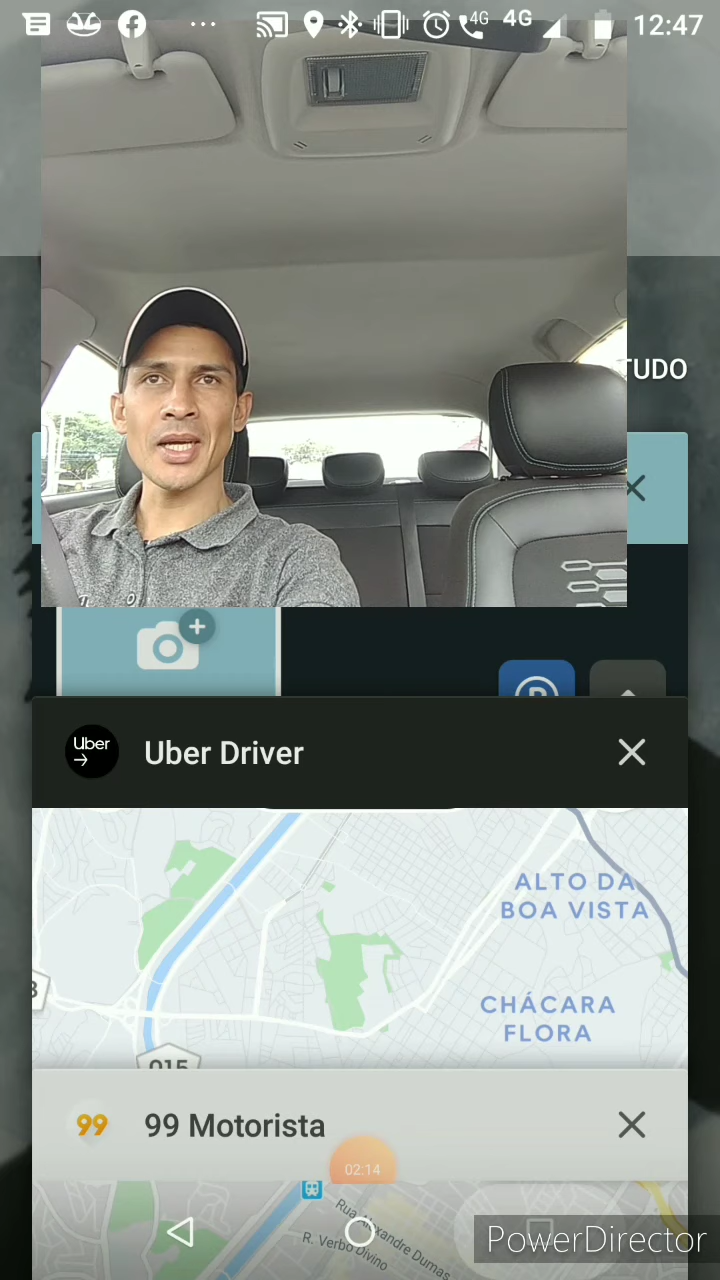 4G
4G
12:47
TUDO
Uber
Uber Driver
ALTO DA
BOA VISTA
CHÁCARA
FLORA
015
99
99 Motorista
02:14
Rua Alexandre Dumas
R. Verbo Divino
PowerDirector